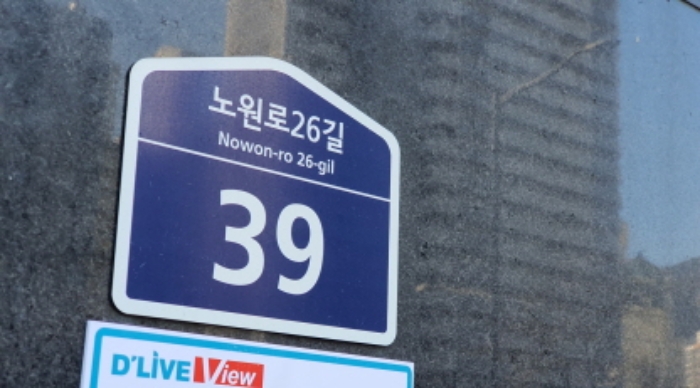 노원로26길
Nowon-ro 26-gil
39
D'LIVE View